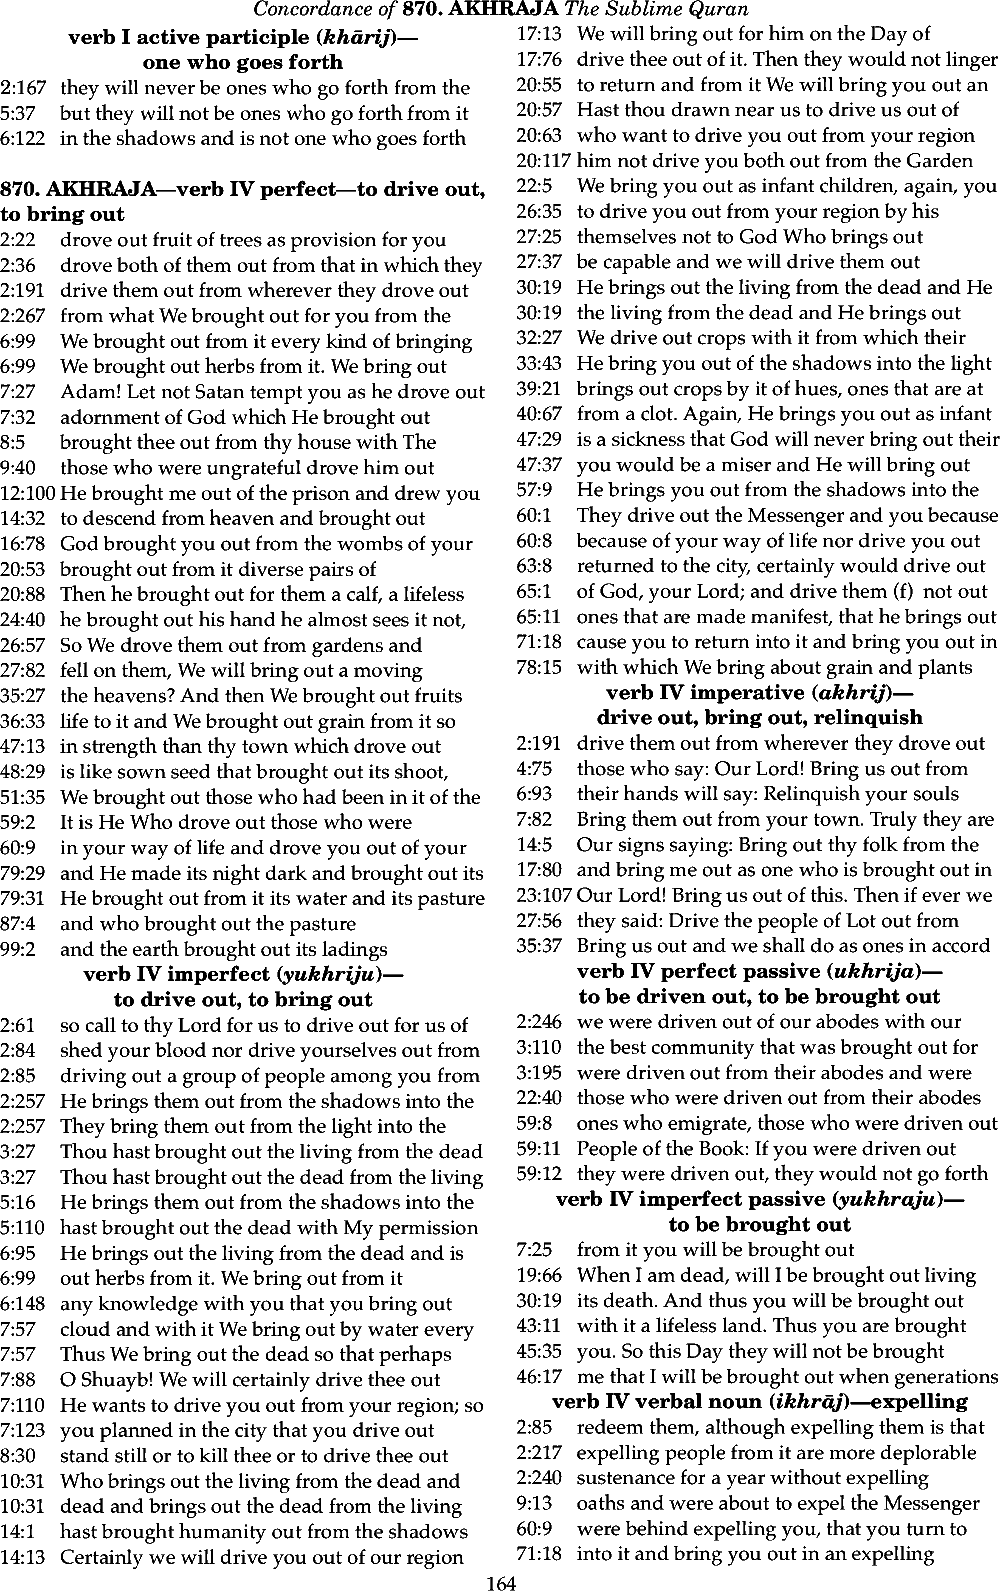 Concordance of 870. AKHRAJA The Sublime Quran
verb I active participle (khārij)—
one who goes forth
2:167 they will never be ones who go forth from the
5:37 but they will not be ones who go forth from it
6:122 in the shadows and is not one who goes forth
870. AKHRAJA—verb IV perfect—to drive out,
to bring out
2:22 drove out fruit of trees as provision for you
2:36 drove both of them out from that in which they
2:191 drive them out from wherever they drove out
2:267 from what We brought out for you from the
6:99 We brought out from it every kind of bringing
6:99 We brought out herbs from it. We bring out
7:27 Adam! Let not Satan tempt you as he drove out
7:32 adornment of God which He brought out
8:5 brought thee out from thy house with The
9:40 those who were ungrateful drove him out
12:100 He brought me out of the prison and drew you
14:32 to descend from heaven and brought out
16:78 God brought you out from the wombs of your
20:53 brought out from it diverse pairs of
20:88 Then he brought out for them a calf, a lifeless
24:40 he brought out his hand he almost sees it not,
26:57 So We drove them out from gardens and
27:82 fell on them, We will bring out a moving
35:27 the heavens? And then We brought out fruits
36:33 life to it and We brought out grain from it so
47:13 in strength than thy town which drove out
48:29 is like sown seed that brought out its shoot,
51:35 We brought out those who had been in it of the
59:2 It is He Who drove out those who were
60:9 in your way of life and drove you out of your
79:29 and He made its night dark and brought out its
79:31 He brought out from it its water and its pasture
87:4 and who brought out the pasture
99:2 and the earth brought out its ladings
verb IV imperfect (yukhriju)—
to drive out, to bring out
2:61 so call to thy Lord for us to drive out for us of
2:84 shed your blood nor drive yourselves out from
2:85 driving out a group of people among you from
2:257 He brings them out from the shadows into the
2:257 They bring them out from the light into the
3:27 Thou hast brought out the living from the dead
3:27 Thou hast brought out the dead from the living
5:16 He brings them out from the shadows into the
5:110 hast brought out the dead with My permission
6:95 He brings out the living from the dead and is
6:99 out herbs from it. We bring out from it
6:148 any knowledge with you that you bring out
7:57 cloud and with it We bring out by water every
7:57 Thus We bring out the dead so that perhaps
7:88 O Shuayb! We will certainly drive thee out
7:110 He wants to drive you out from your region; so
7:123 you planned in the city that you drive out
8:30 stand still or to kill thee or to drive thee out
10:31 Who brings out the living from the dead and
10:31 dead and brings out the dead from the living
14:1 hast brought humanity out from the shadows
14:13 Certainly we will drive you out of our region
17:13 We will bring out for him on the Day of
17:76 drive thee out of it. Then they would not linger
20:55 to return and from it We will bring you out an
20:57 Hast thou drawn near us to drive us out of
20:63 who want to drive you out from your region
20:117 him not drive you both out from the Garden
22:5 We bring you out as infant children, again, you
26:35 to drive you out from your region by his
27:25 themselves not to God Who brings out
27:37 be capable and we will drive them out
30:19 He brings out the living from the dead and He
30:19 the living from the dead and He brings out
32:27 We drive out crops with it from which their
33:43 He bring you out of the shadows into the light
39:21 brings out crops by it of hues, ones that are at
40:67 from a clot. Again, He brings you out as infant
47:29 is a sickness that God will never bring out their
47:37 you would be a miser and He will bring out
57:9 He brings you out from the shadows into the
60:1 They drive out the Messenger and you because
60:8 because of your way of life nor drive you out
63:8 returned to the city, certainly would drive out
65:1 of God, your Lord; and drive them (f) not out
65:11 ones that are made manifest, that he brings out
71:18 cause you to return into it and bring you out in
78:15 with which We bring about grain and plants
verb IV imperative (akhrij)—
drive out, bring out, relinquish
2:191 drive them out from wherever they drove out
4:75 those who say: Our Lord! Bring us out from
6:93 their hands will say: Relinquish your souls
7:82 Bring them out from your town. Truly they are
14:5 Our signs saying: Bring out thy folk from the
17:80 and bring me out as one who is brought out in
23:107 Our Lord! Bring us out of this. Then if ever we
27:56 they said: Drive the people of Lot out from
35:37 Bring us out and we shall do as ones in accord
verb IV perfect passive (ukhrija)—
to be driven out, to be brought out
2:246 we were driven out of our abodes with our
3:110 the best community that was brought out for
3:195 were driven out from their abodes and were
22:40 those who were driven out from their abodes
59:8 ones who emigrate, those who were driven out
59:11 People of the Book: If you were driven out
59:12 they were driven out, they would not go forth
verb IV imperfect passive (yukhraju)—
to be brought out
7:25 from it you will be brought out
19:66 When I am dead, will I be brought out living
30:19 its death. And thus you will be brought out
43:11 with it a lifeless land. Thus you are brought
45:35 you. So this Day they will not be brought
46:17 me that I will be brought out when generations
verb IV verbal noun (ikhrāj)—expelling
2:85 redeem them, although expelling them is that
2:217 expelling people from it are more deplorable
2:240 sustenance for a year without expelling
9:13 oaths and were about to expel the Messenger
60:9 were behind expelling you, that you turn to
71:18 into it and bring you out in an expelling
164